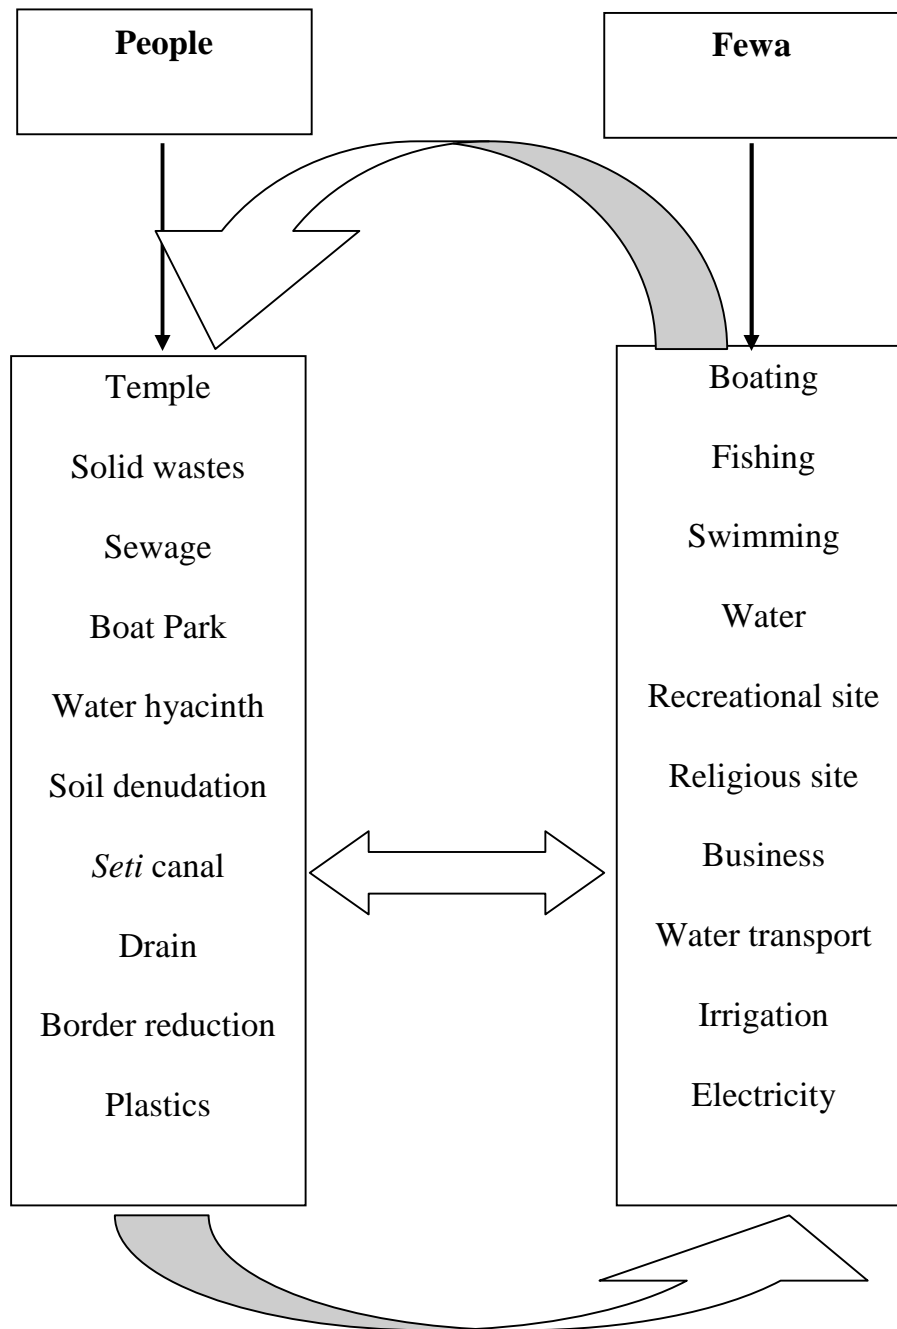 People
Fewa
Temple
Solid wastes
Sewage
Boat Park
Water hyacinth
Soil denudation
Seti canal
Drain
Border reduction
Plastics
Boating
Fishing
Swimming
Water
Recreational site
Religious site
Business
Water transport
Irrigation
Electricity